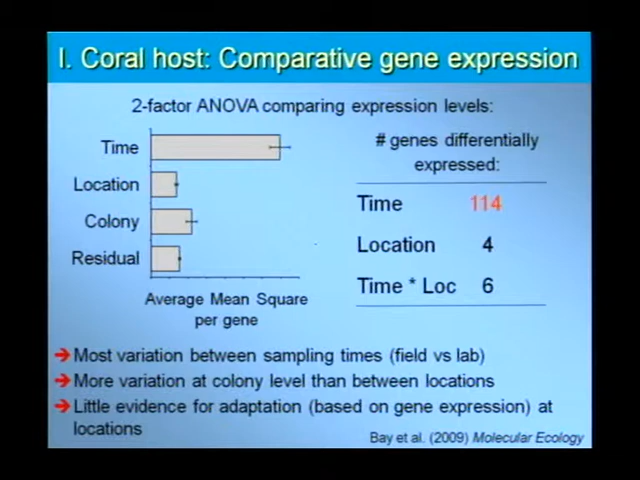 I. Coral host: Comparative gene expression
2-factor ANOVA comparing expression levels:
Time
Location
Colony
Residual
Average Mean Square
per gene
# genes differentially
expressed:
Time 114
Location 4
Time * Loc 6
➔ Most variation between sampling times (field vs lab)
➔ More variation at colony level than between locations
➔ Little evidence for adaptation (based on gene expression) at
locations
Bay et al. (2009) Molecular Ecology